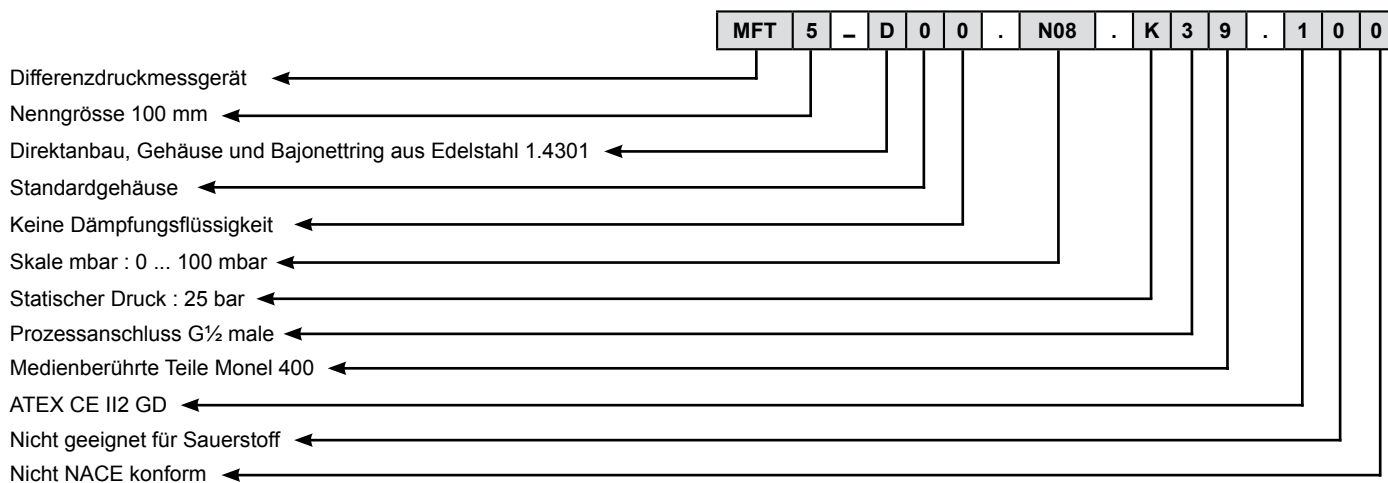 MFT 5 – D 0 0 . N08 . K 3 9 . 1 0 0
Differenzdruckmessgerät
Nenngrösse 100 mm
Direktanbau, Gehäuse und Bajonettring aus Edelstahl 1.4301
Standardgehäuse
Keine Dämpfungsflüssigkeit
Skale mbar : 0 ... 100 mbar
Statischer Druck : 25 bar
Prozessanschluss G½ male
Medienberührte Teile Monel 400
ATEX CE II2 GD
Nicht geeignet für Sauerstoff
Nicht NACE konform